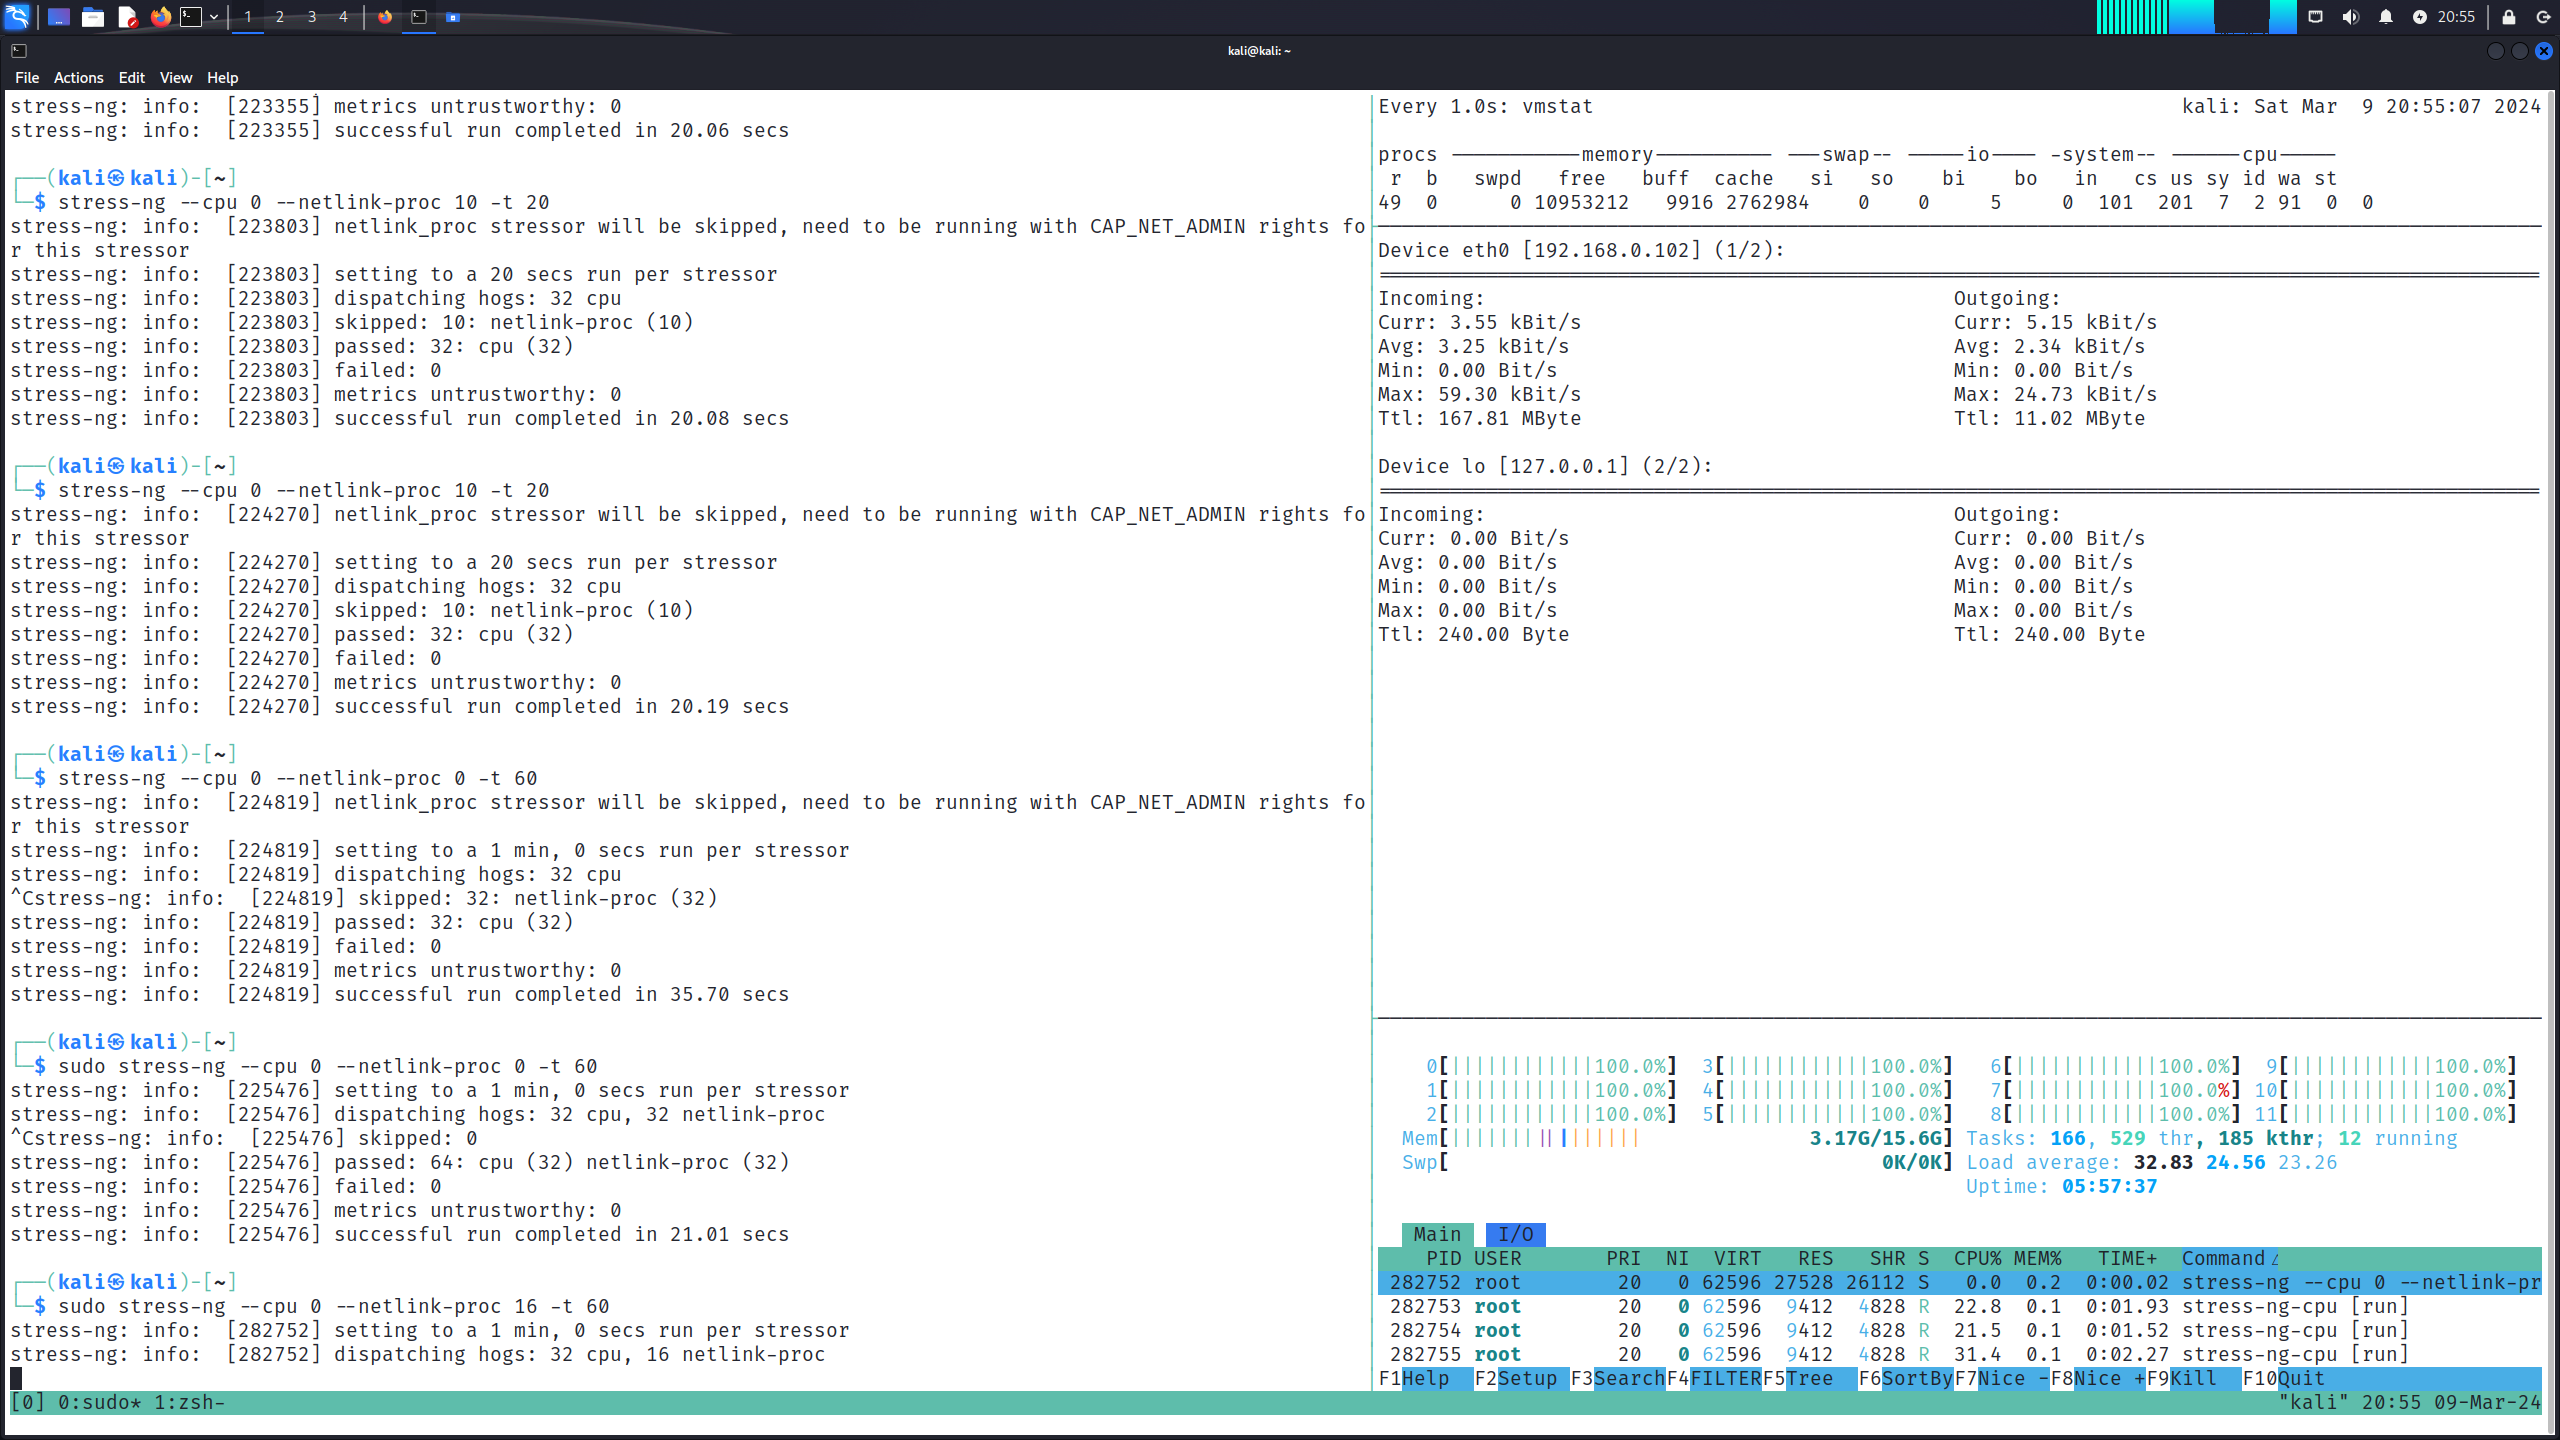 1 2 3 4
20:55
kali@kali: ~
File Actions Edit View Help
stress-ng: info:  [223355] metrics untrustworthy: 0
stress-ng: info:  [223355] successful run completed in 20.06 secs
┌──(kali㉿kali)-[~]
└─$ stress-ng --cpu 0 --netlink-proc 10 -t 20
stress-ng: info:  [223803] netlink_proc stressor will be skipped, need to be running with CAP_NET_ADMIN rights fo
r this stressor
stress-ng: info:  [223803] setting to a 20 secs run per stressor
stress-ng: info:  [223803] dispatching hogs: 32 cpu
stress-ng: info:  [223803] skipped: 10: netlink-proc (10)
stress-ng: info:  [223803] passed: 32: cpu (32)
stress-ng: info:  [223803] failed: 0
stress-ng: info:  [223803] metrics untrustworthy: 0
stress-ng: info:  [223803] successful run completed in 20.08 secs
┌──(kali㉿kali)-[~]
└─$ stress-ng --cpu 0 --netlink-proc 10 -t 20
stress-ng: info:  [224270] netlink_proc stressor will be skipped, need to be running with CAP_NET_ADMIN rights fo
r this stressor
stress-ng: info:  [224270] setting to a 20 secs run per stressor
stress-ng: info:  [224270] dispatching hogs: 32 cpu
stress-ng: info:  [224270] skipped: 10: netlink-proc (10)
stress-ng: info:  [224270] passed: 32: cpu (32)
stress-ng: info:  [224270] failed: 0
stress-ng: info:  [224270] metrics untrustworthy: 0
stress-ng: info:  [224270] successful run completed in 20.19 secs
┌──(kali㉿kali)-[~]
└─$ stress-ng --cpu 0 --netlink-proc 0 -t 60
stress-ng: info:  [224819] netlink_proc stressor will be skipped, need to be running with CAP_NET_ADMIN rights fo
r this stressor
stress-ng: info:  [224819] setting to a 1 min, 0 secs run per stressor
stress-ng: info:  [224819] dispatching hogs: 32 cpu
^Cstress-ng: info:  [224819] skipped: 32: netlink-proc (32)
stress-ng: info:  [224819] passed: 32: cpu (32)
stress-ng: info:  [224819] failed: 0
stress-ng: info:  [224819] metrics untrustworthy: 0
stress-ng: info:  [224819] successful run completed in 35.70 secs
┌──(kali㉿kali)-[~]
└─$ sudo stress-ng --cpu 0 --netlink-proc 0 -t 60
stress-ng: info:  [225476] setting to a 1 min, 0 secs run per stressor
stress-ng: info:  [225476] dispatching hogs: 32 cpu, 32 netlink-proc
^Cstress-ng: info:  [225476] skipped: 0
stress-ng: info:  [225476] passed: 64: cpu (32) netlink-proc (32)
stress-ng: info:  [225476] failed: 0
stress-ng: info:  [225476] metrics untrustworthy: 0
stress-ng: info:  [225476] successful run completed in 21.01 secs
┌──(kali㉿kali)-[~]
└─$ sudo stress-ng --cpu 0 --netlink-proc 16 -t 60
stress-ng: info:  [282752] setting to a 1 min, 0 secs run per stressor
stress-ng: info:  [282752] dispatching hogs: 32 cpu, 16 netlink-proc
Every 1.0s: vmstat kali: Sat Mar  9 20:55:07 2024
procs -----------memory---------- ---swap-- -----io---- -system-- ------cpu-----
r b swpd free buff cache si so bi bo in cs us sy id wa st
49 0 0 10953212 9916 2762984 0 0 5 0 101 201 7 2 91 0 0
Device eth0 [192.168.0.102] (1/2):
Incoming: Outgoing:
Curr: 3.55 kBit/s Curr: 5.15 kBit/s
Avg: 3.25 kBit/s Avg: 2.34 kBit/s
Min: 0.00 Bit/s Min: 0.00 Bit/s
Max: 59.30 kBit/s Max: 24.73 kBit/s
Ttl: 167.81 MByte Ttl: 11.02 MByte
Device lo [127.0.0.1] (2/2):
Incoming: Outgoing:
Curr: 0.00 Bit/s Curr: 0.00 Bit/s
Avg: 0.00 Bit/s Avg: 0.00 Bit/s
Min: 0.00 Bit/s Min: 0.00 Bit/s
Max: 0.00 Bit/s Max: 0.00 Bit/s
Ttl: 240.00 Byte Ttl: 240.00 Byte
0[||||||||||||100.0%] 3[||||||||||||100.0%] 6[||||||||||||100.0%] 9[||||||||||||100.0%]
1[||||||||||||100.0%] 4[||||||||||||100.0%] 7[||||||||||||100.0%] 10[||||||||||||100.0%]
2[||||||||||||100.0%] 5[||||||||||||100.0%] 8[||||||||||||100.0%] 11[||||||||||||100.0%]
Mem[||||||||||||||||3.17G/15.6G] Tasks: 166, 529 thr, 185 kthr; 12 running
Swp[ 0K/0K] Load average: 32.83 24.56 23.26
Uptime: 05:57:37
Main I/O
PID USER PRI NI VIRT RES SHR S CPU% MEM% TIME+ Command△
282752 root 20 0 62596 27528 26112 S 0.0 0.2 0:00.02 stress-ng --cpu 0 --netlink-pr
282753 root 20 0 62596 9412 4828 R 22.8 0.1 0:01.93 stress-ng-cpu [run]
282754 root 20 0 62596 9412 4828 R 21.5 0.1 0:01.52 stress-ng-cpu [run]
282755 root 20 0 62596 9412 4828 R 31.4 0.1 0:02.27 stress-ng-cpu [run]
F1Help F2Setup F3SearchF4FILTERF5Tree F6SortByF7Nice -F8Nice +F9Kill F10Quit
[0] 0:sudo* 1:zsh- "kali" 20:55 09-Mar-24